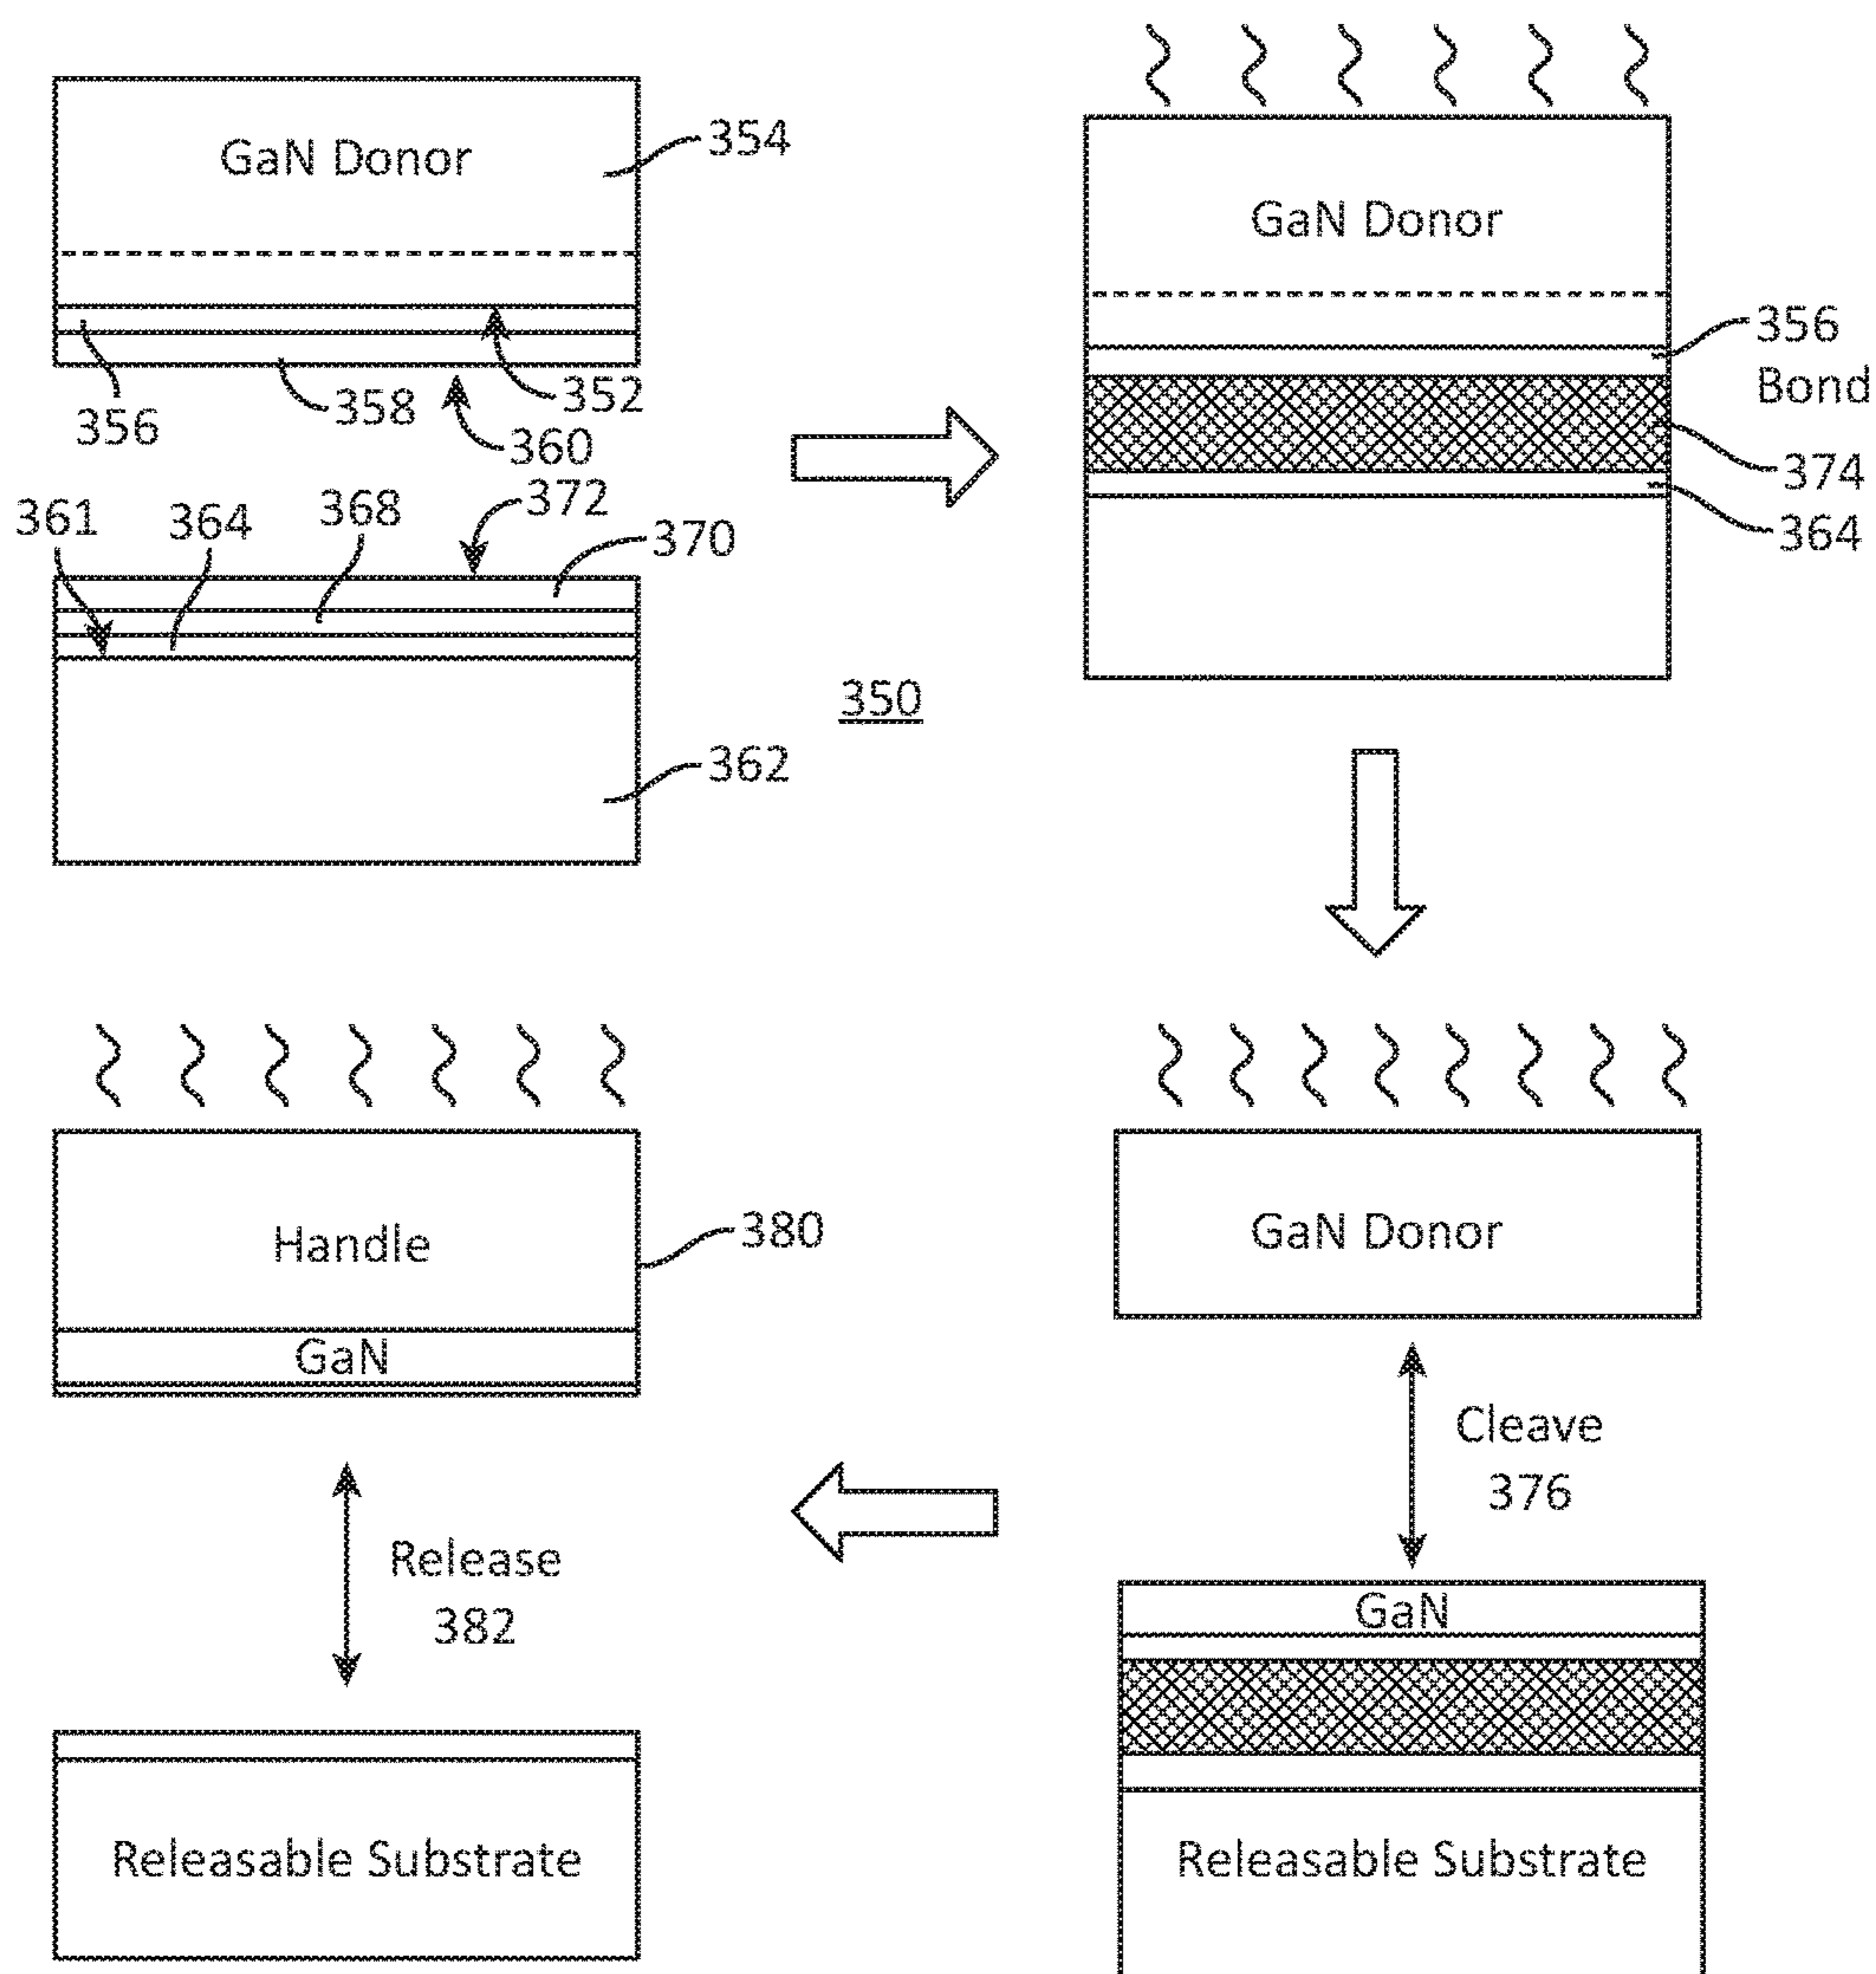 GaN Donor
354
356
358
352
360
361
364
368
372
370
350
362
GaN Donor
356
Bond
374
364
GaN Donor
Cleave
376
GaN
Releasable Substrate
Handle
380
GaN
Release
382
Releasable Substrate